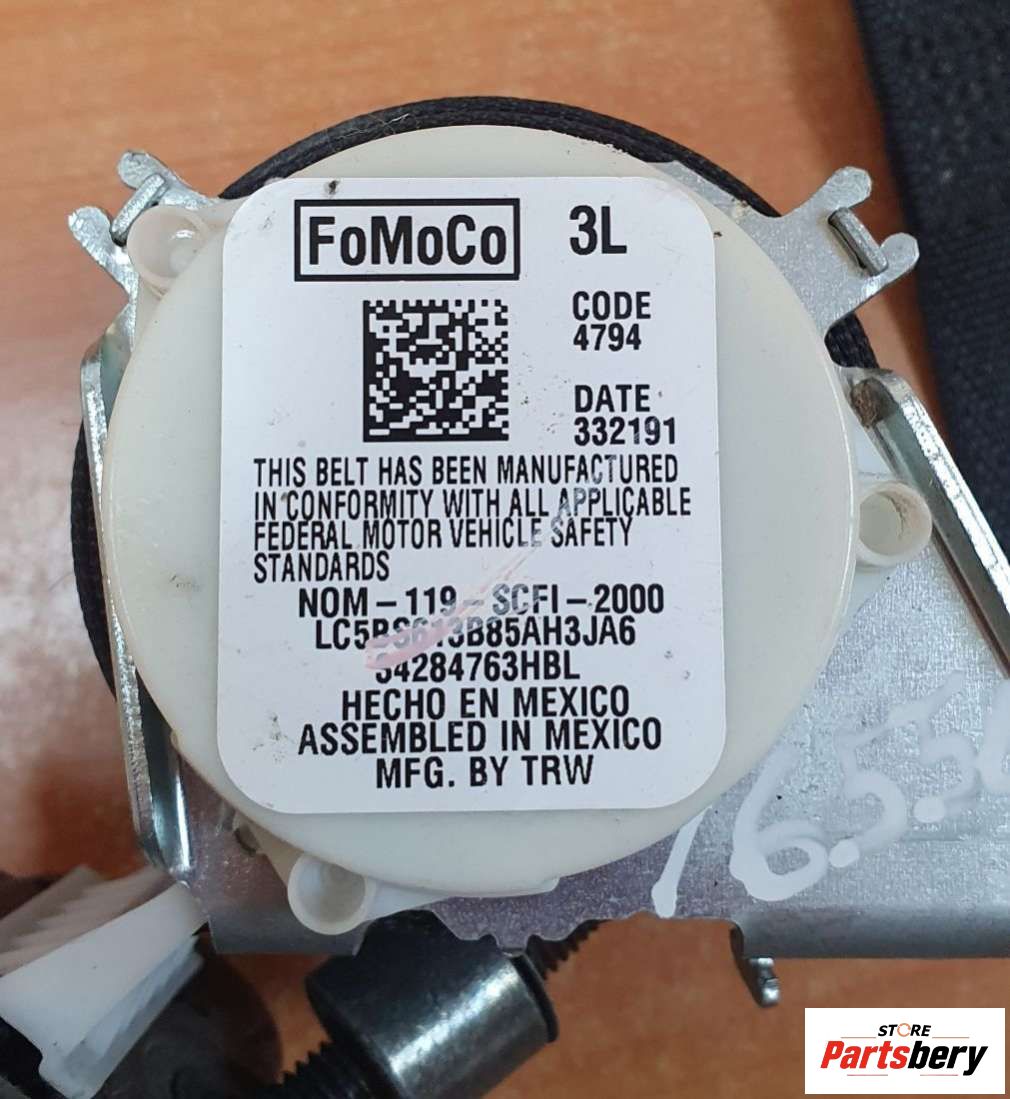 FoMoCo 3L
CODE
4794
DATE
332191
THIS BELT HAS BEEN MANUFACTURED
IN CONFORMITY WITH ALL APPLICABLE
FEDERAL MOTOR VEHICLE SAFETY
STANDARDS
NOM-119-SCFI-2000
LC5BS613B85AH3JA6
34284763HBL
HECHO EN MEXICO
ASSEMBLED IN MEXICO
MFG. BY TRW
STORE
Partsbery